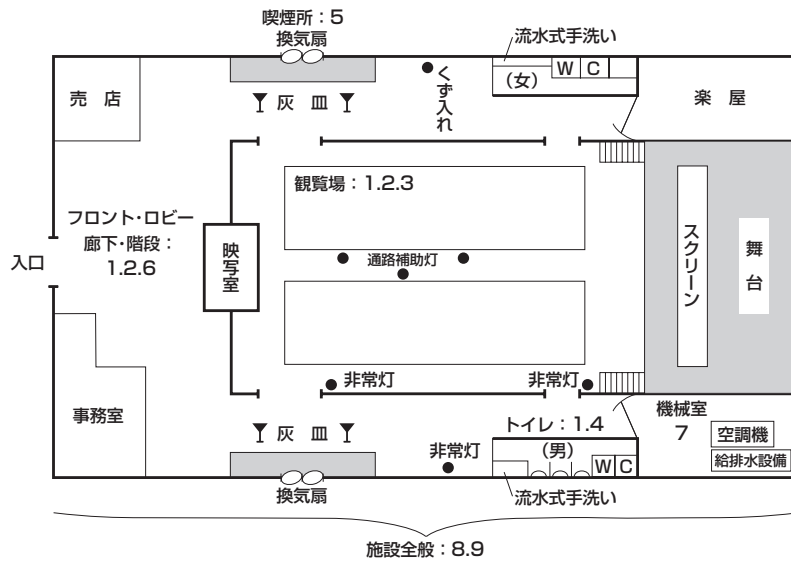 喫煙所：5
換気扇
流水式手洗い
W C
(女)
売 店
灰 皿
くず入れ
楽 屋
観覧場：1.2.3
フロント・ロビー
廊下・階段：
1.2.6
入口
映写室
通路補助灯
スクリーン
舞 台
非常灯
非常灯
事務室
灰 皿
非常灯
トイレ：1.4
(男)
W C
機械室
7
空調機
給排水設備
換気扇
流水式手洗い
施設全般：8.9